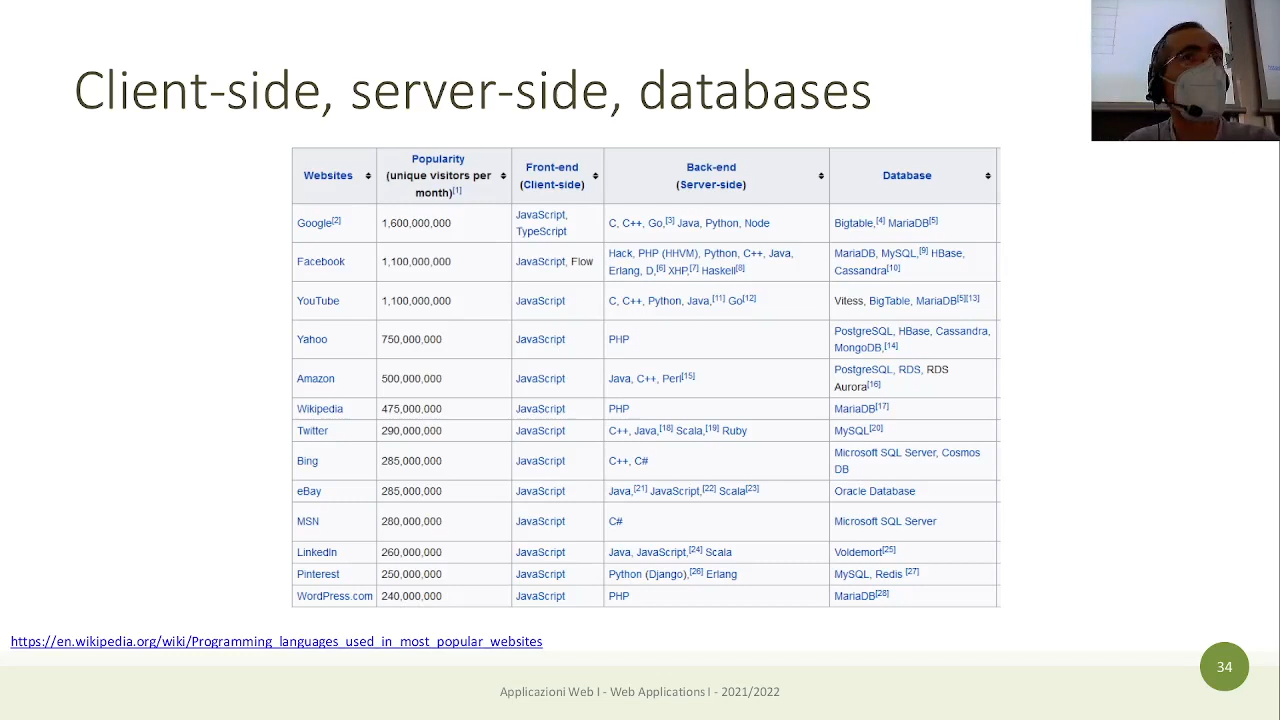 Client-side, server-side, databases
Websites
Popularity
(unique visitors per
month)[1]
Front-end
(Client-side)
Back-end
(Server-side)
Database
Google[2]
1,600,000,000
JavaScript,
TypeScript
C, C++, Go,[3] Java, Python, Node
Bigtable,[4] MariaDB[5]
Facebook
1,100,000,000
JavaScript, Flow
Hack, PHP (HHVM), Python, C++, Java,
Erlang, D,[6] XHP,[7] Haskell[8]
MariaDB, MySQL,[9] HBase,
Cassandra[10]
YouTube
1,100,000,000
JavaScript
C, C++, Python, Java,[11] Go[12]
Vitess, BigTable, MariaDB[5][13]
Yahoo
750,000,000
JavaScript
PHP
PostgreSQL, HBase, Cassandra,
MongoDB,[14]
Amazon
500,000,000
JavaScript
Java, C++, Perl[15]
PostgreSQL, RDS, RDS
Aurora[16]
Wikipedia
475,000,000
JavaScript
PHP
MariaDB[17]
Twitter
290,000,000
JavaScript
C++, Java,[18] Scala,[19] Ruby
MySQL[20]
Bing
285,000,000
JavaScript
C++, C#
Microsoft SQL Server, Cosmos
DB
eBay
285,000,000
JavaScript
Java,[21] JavaScript,[22] Scala[23]
Oracle Database
MSN
280,000,000
JavaScript
C#
Microsoft SQL Server
LinkedIn
260,000,000
JavaScript
Java, JavaScript,[24] Scala
Voldemort[25]
Pinterest
250,000,000
JavaScript
Python (Django),[26] Erlang
MySQL, Redis [27]
WordPress.com
240,000,000
JavaScript
PHP
MariaDB[28]
https://en.wikipedia.org/wiki/Programming_languages_used_in_most_popular_websites
34
Applicazioni Web I - Web Applications I - 2021/2022